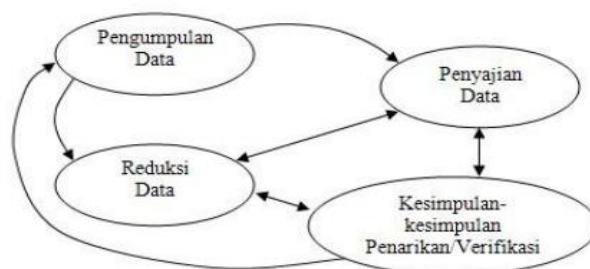 Pengumpulan
Data
Penyajian
Data
Reduksi
Data
Kesimpulan-
kesimpulan
Penarikan/Verifikasi